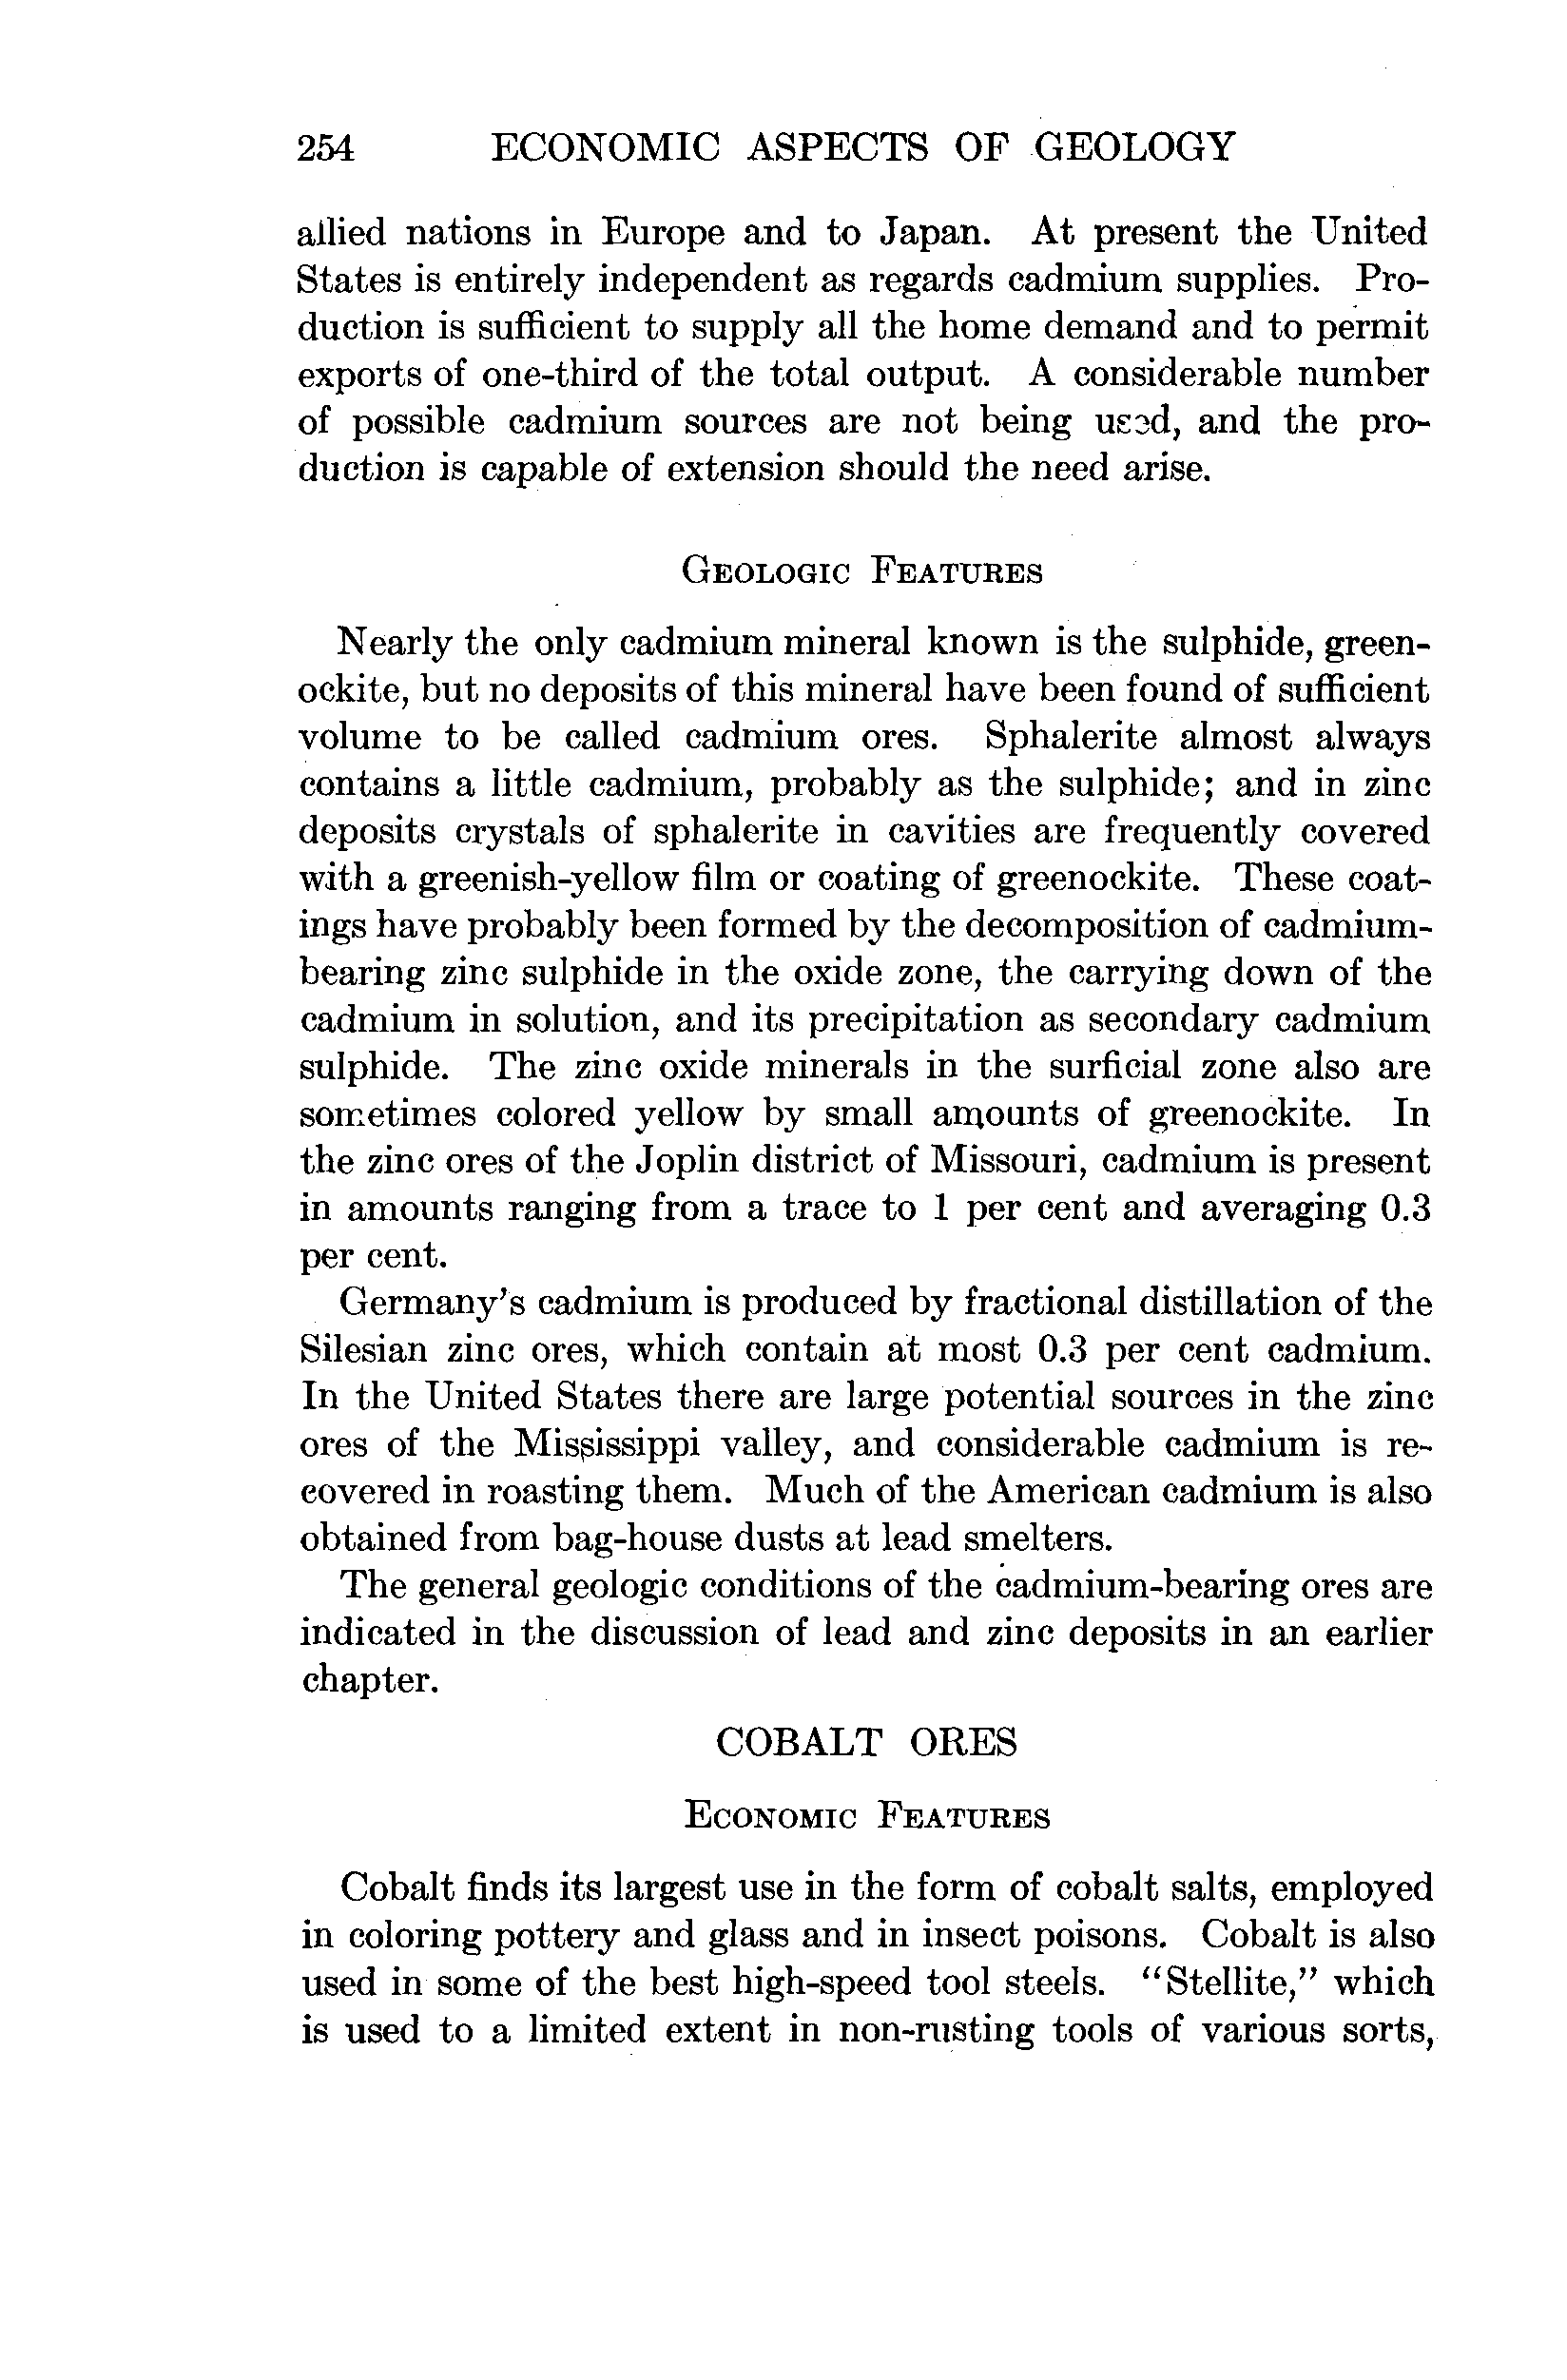 254 ECONOMIC ASPECTS OF GEOLOGY
allied nations in Europe and to Japan. At present the United
States is entirely independent as regards cadmium supplies. Pro-
duction is sufficient to supply all the home demand and to permit
exports of one-third of the total output. A considerable number
of possible cadmium sources are not being used, and the pro-
duction is capable of extension should the need arise.
GEOLOGIC FEATURES
Nearly the only cadmium mineral known is the sulphide, green-
ockite, but no deposits of this mineral have been found of sufficient
volume to be called cadmium ores. Sphalerite almost always
contains a little cadmium, probably as the sulphide; and in zinc
deposits crystals of sphalerite in cavities are frequently covered
with a greenish-yellow film or coating of greenockite. These coat-
ings have probably been formed by the decomposition of cadmium-
bearing zinc sulphide in the oxide zone, the carrying down of the
cadmium in solution, and its precipitation as secondary cadmium
sulphide. The zinc oxide minerals in the surficial zone also are
sometimes colored yellow by small amounts of greenockite. In
the zinc ores of the Joplin district of Missouri, cadmium is present
in amounts ranging from a trace to 1 per cent and averaging 0.3
per cent.
Germany's cadmium is produced by fractional distillation of the
Silesian zinc ores, which contain at most 0.3 per cent cadmium.
In the United States there are large potential sources in the zinc
ores of the Mississippi valley, and considerable cadmium is re-
covered in roasting them. Much of the American cadmium is also
obtained from bag-house dusts at lead smelters.
The general geologic conditions of the cadmium-bearing ores are
indicated in the discussion of lead and zinc deposits in an earlier
chapter.
COBALT ORES
ECONOMIC FEATURES
Cobalt finds its largest use in the form of cobalt salts, employed
in coloring pottery and glass and in insect poisons. Cobalt is also
used in some of the best high-speed tool steels. "Stellite," which
is used to a limited extent in non-rusting tools of various sorts,